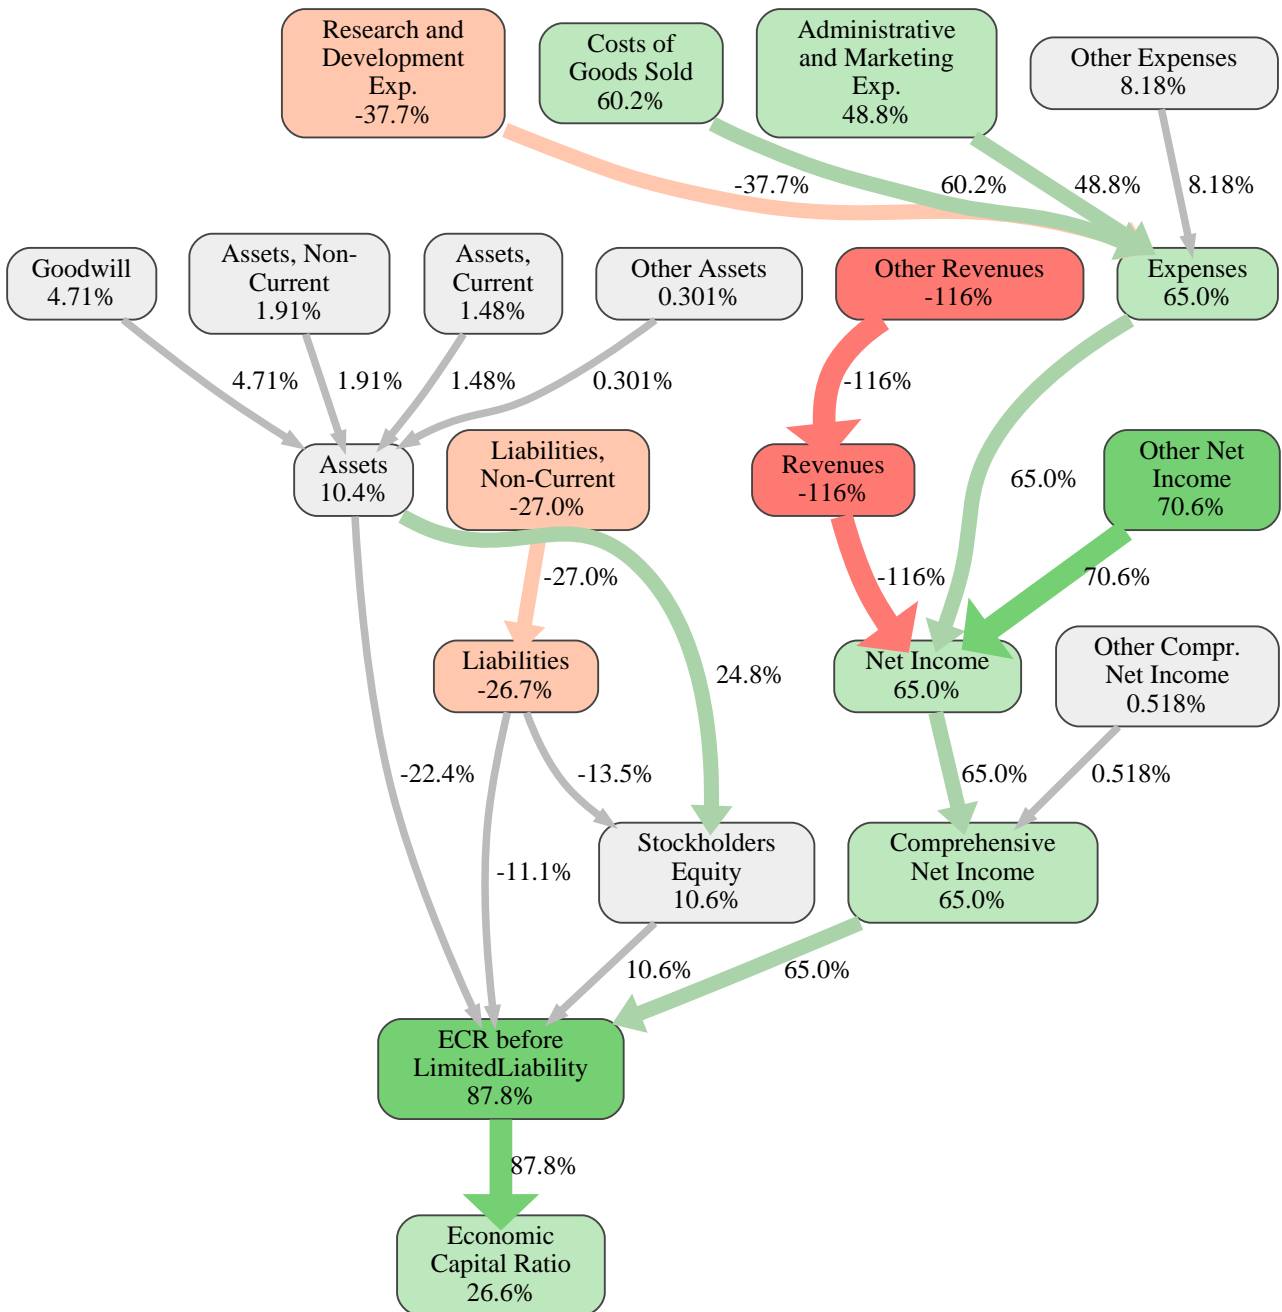 Research and
Development
Exp.
-37.7%
Costs of
Goods Sold
60.2%
Administrative
and Marketing
Exp.
48.8%
Other Expenses
8.18%
-37.7%
60.2%
48.8%
8.18%
Goodwill
4.71%
Assets, Non-
Current
1.91%
Assets,
Current
1.48%
Other Assets
0.301%
Other Revenues
-116%
Expenses
65.0%
4.71%
1.91%
1.48%
0.301%
-116%
Assets
10.4%
Liabilities,
Non-Current
-27.0%
Revenues
-116%
65.0%
Other Net
Income
70.6%
-27.0%
-116%
70.6%
Liabilities
-26.7%
24.8%
Net Income
65.0%
Other Compr.
Net Income
0.518%
-22.4%
-13.5%
65.0%
0.518%
-11.1%
Stockholders
Equity
10.6%
Comprehensive
Net Income
65.0%
10.6%
65.0%
ECR before
LimitedLiability
87.8%
87.8%
Economic
Capital Ratio
26.6%